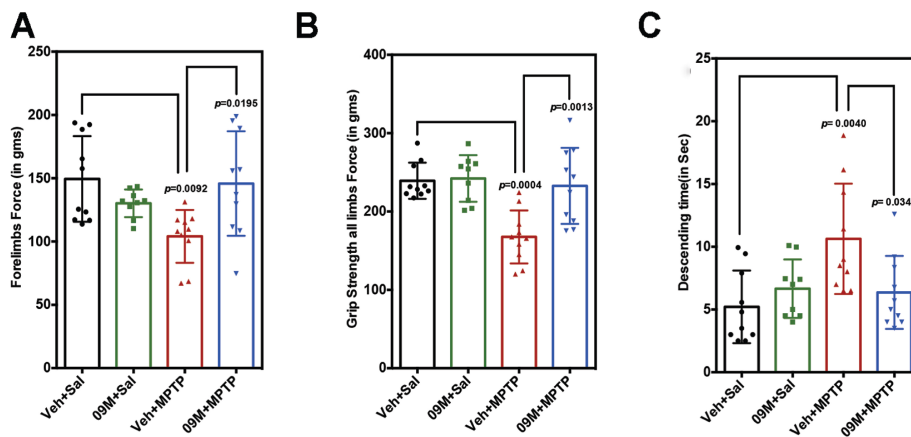 A
B
C
Forelimbs Force (in gms)
250
200
150
100
50
0
p=0.0092
p=0.0195
Veh+Sal
09M+Sal
Veh+MPTP
09M+MPTP
Grip Strength all limbs Force (in gms)
400
300
200
100
0
p=0.0004
p=0.0013
Veh+Sal
09M+Sal
Veh+MPTP
09M+MPTP
Descending time(in Sec)
25
20
15
10
5
0
p= 0.0040
p= 0.034
Veh+Sal
09M+Sal
Veh+MPTP
09M+MPTP